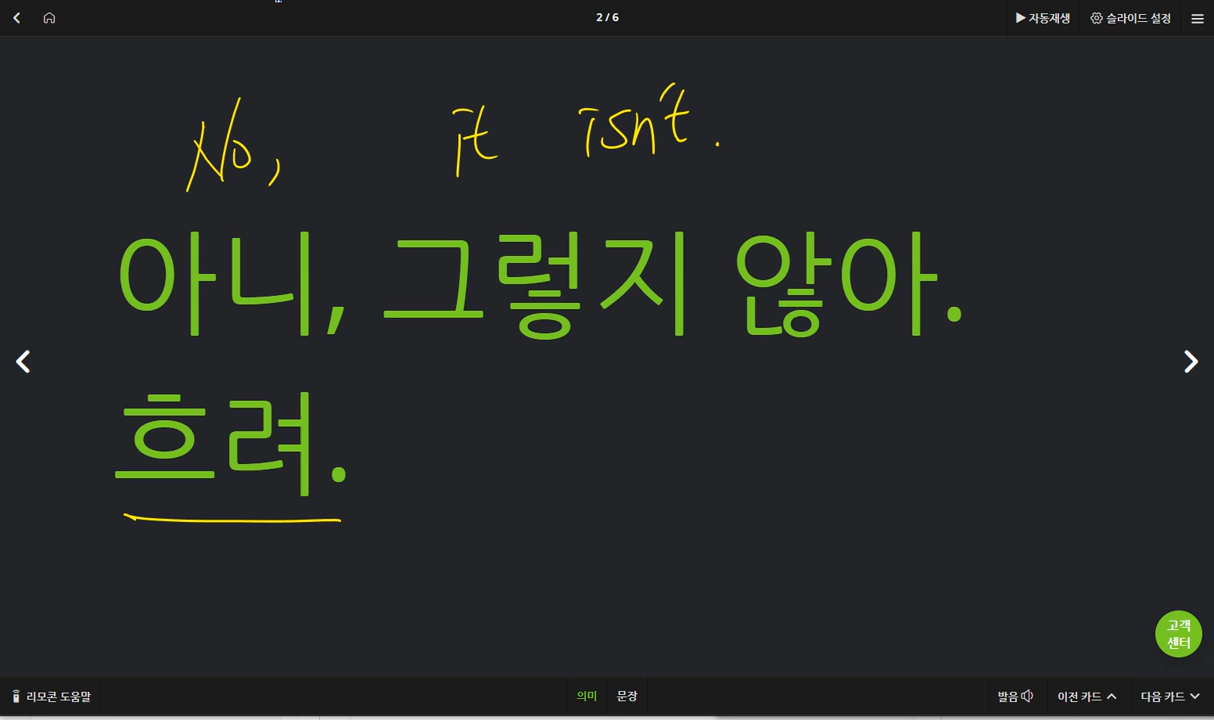 2 / 6
자동재생
슬라이드 설정
No, it isn't.
아니, 그렇지 않아.
흐려.
고객
센터
리모콘 도움말
의미
문장
발음
이전 카드
다음 카드